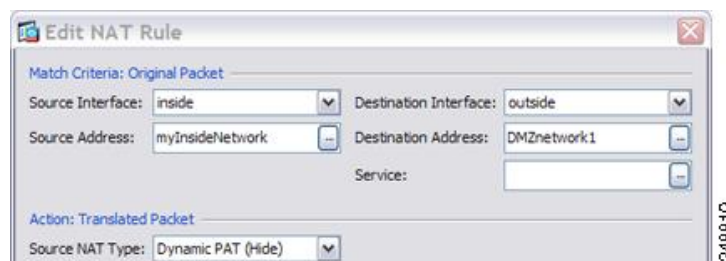 Edit NAT Rule
Match Criteria: Original Packet
Source Interface: inside Destination Interface: outside
Source Address: myInsideNetwork ... Destination Address: DMZnetwork1 ...
Service: ...
Action: Translated Packet
Source NAT Type: Dynamic PAT (Hide)